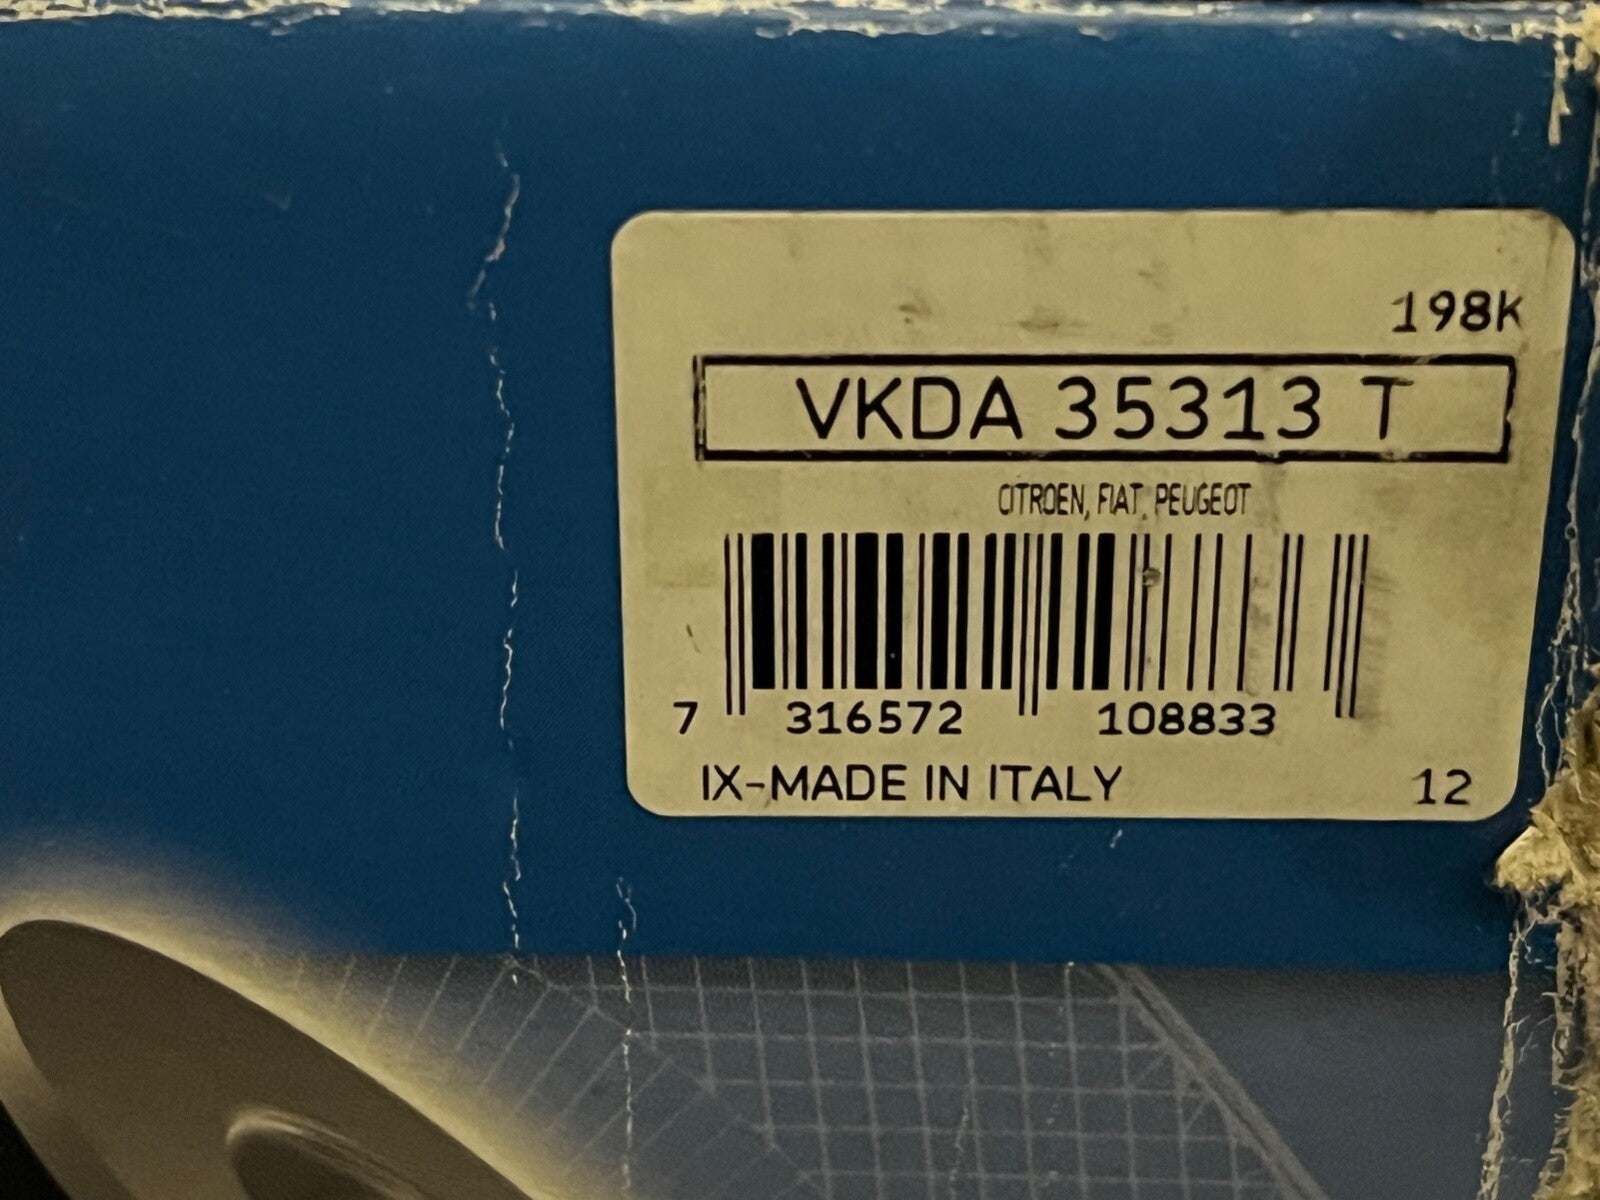 198K
VKDA 35313 T
CITROEN, FIAT, PEUGEOT
7 316572 108833
IX-MADE IN ITALY 12